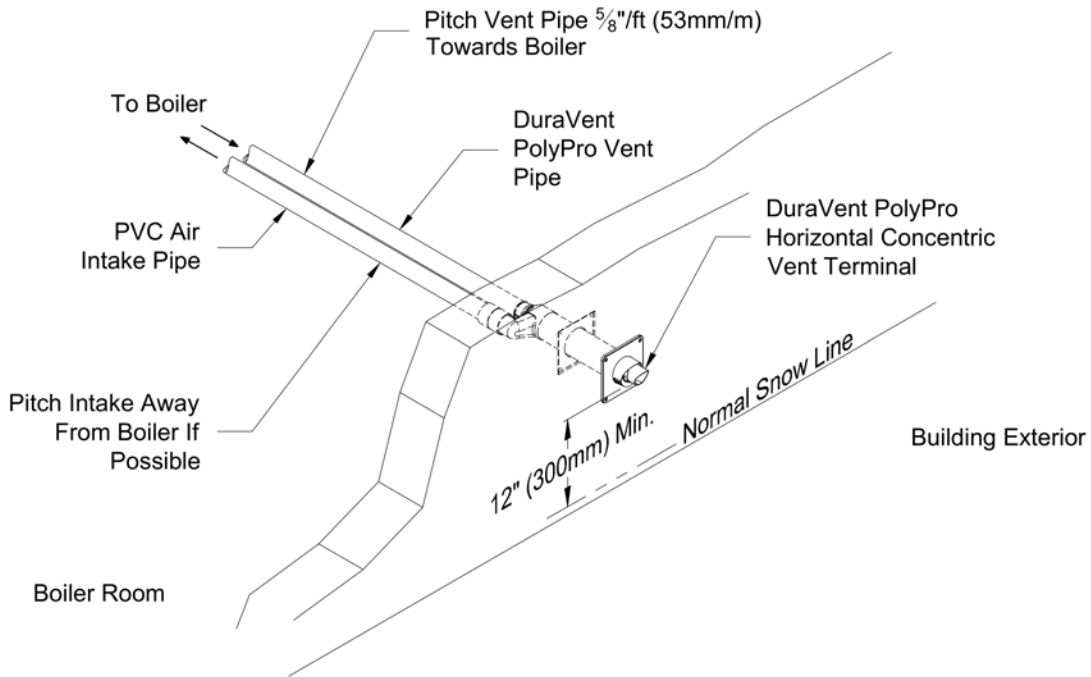 Pitch Vent Pipe ⅝"/ft (53mm/m)
Towards Boiler
To Boiler
DuraVent
PolyPro Vent
Pipe
DuraVent PolyPro
Horizontal Concentric
Vent Terminal
PVC Air
Intake Pipe
Pitch Intake Away
From Boiler If
Possible
12" (300mm) Min.
Normal Snow Line
Building Exterior
Boiler Room